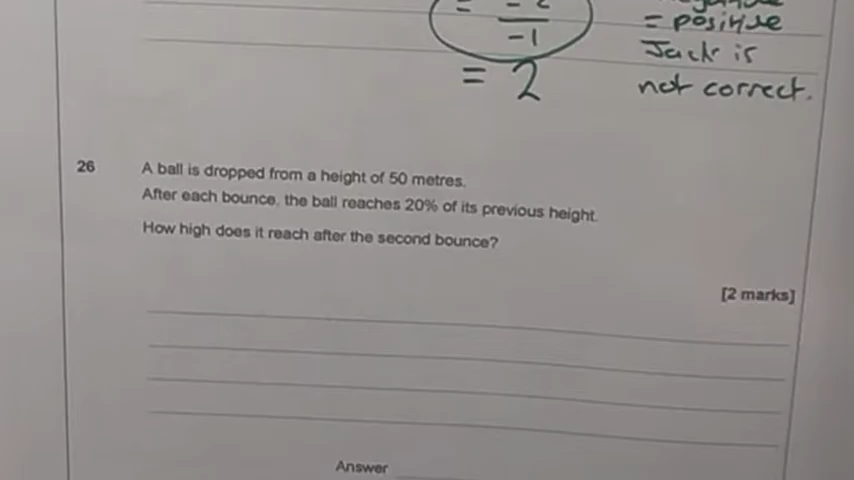 =
-1
= 2
= positive
Jack is
not correct.
26 A ball is dropped from a height of 50 metres.
After each bounce, the ball reaches 20% of its previous height.
How high does it reach after the second bounce?
[2 marks]
Answer